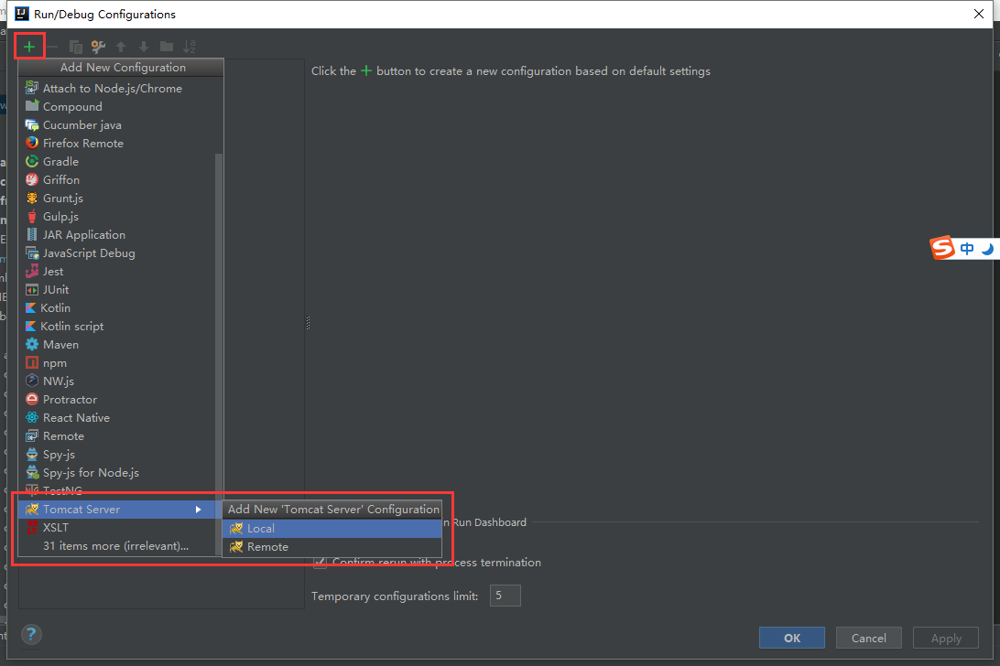 Run/Debug Configurations
Add New Configuration
Click the + button to create a new configuration based on default settings
Attach to Node.js/Chrome
Compound
Cucumber java
Firefox Remote
Gradle
Griffon
Grunt.js
Gulp.js
JAR Application
JavaScript Debug
Jest
JUnit
Kotlin
Kotlin script
Maven
npm
NW.js
Protractor
React Native
Remote
Spy-js
Spy-js for Node.js
TestNG
Tomcat Server
Add New 'Tomcat Server' Configuration
Local
Remote
XSLT
31 items more (irrelevant)...
Run Dashboard
Confirm rerun with process termination
Temporary configurations limit: 5
OK
Cancel
Apply
中